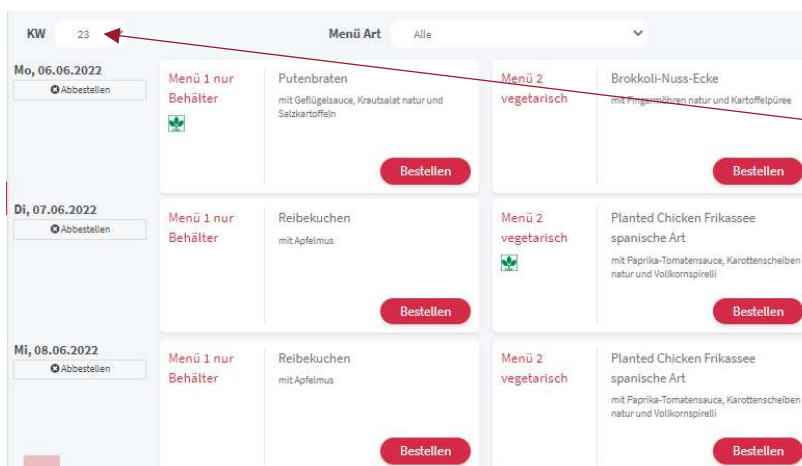 KW 23 Menü Art Alle
Mo, 06.06.2022
Abbestellen
Menü 1 nur
Behälter
Putenbraten
mit Geflügelsauce, Krautsalat natur und
Salzkartoffeln
Bestellen
Menü 2
vegetarisch
Brokkoli-Nuss-Ecke
mit Fingermöhren natur und Kartoffelpüree
Bestellen
Di, 07.06.2022
Abbestellen
Menü 1 nur
Behälter
Reibekuchen
mit Apfelmus
Bestellen
Menü 2
vegetarisch
Planted Chicken Frikassee
spanische Art
mit Paprika-Tomatensauce, Karottenscheiben
natur und Vollkornspirelli
Bestellen
Mi, 08.06.2022
Abbestellen
Menü 1 nur
Behälter
Reibekuchen
mit Apfelmus
Bestellen
Menü 2
vegetarisch
Planted Chicken Frikassee
spanische Art
mit Paprika-Tomatensauce, Karottenscheiben
natur und Vollkornspirelli
Bestellen